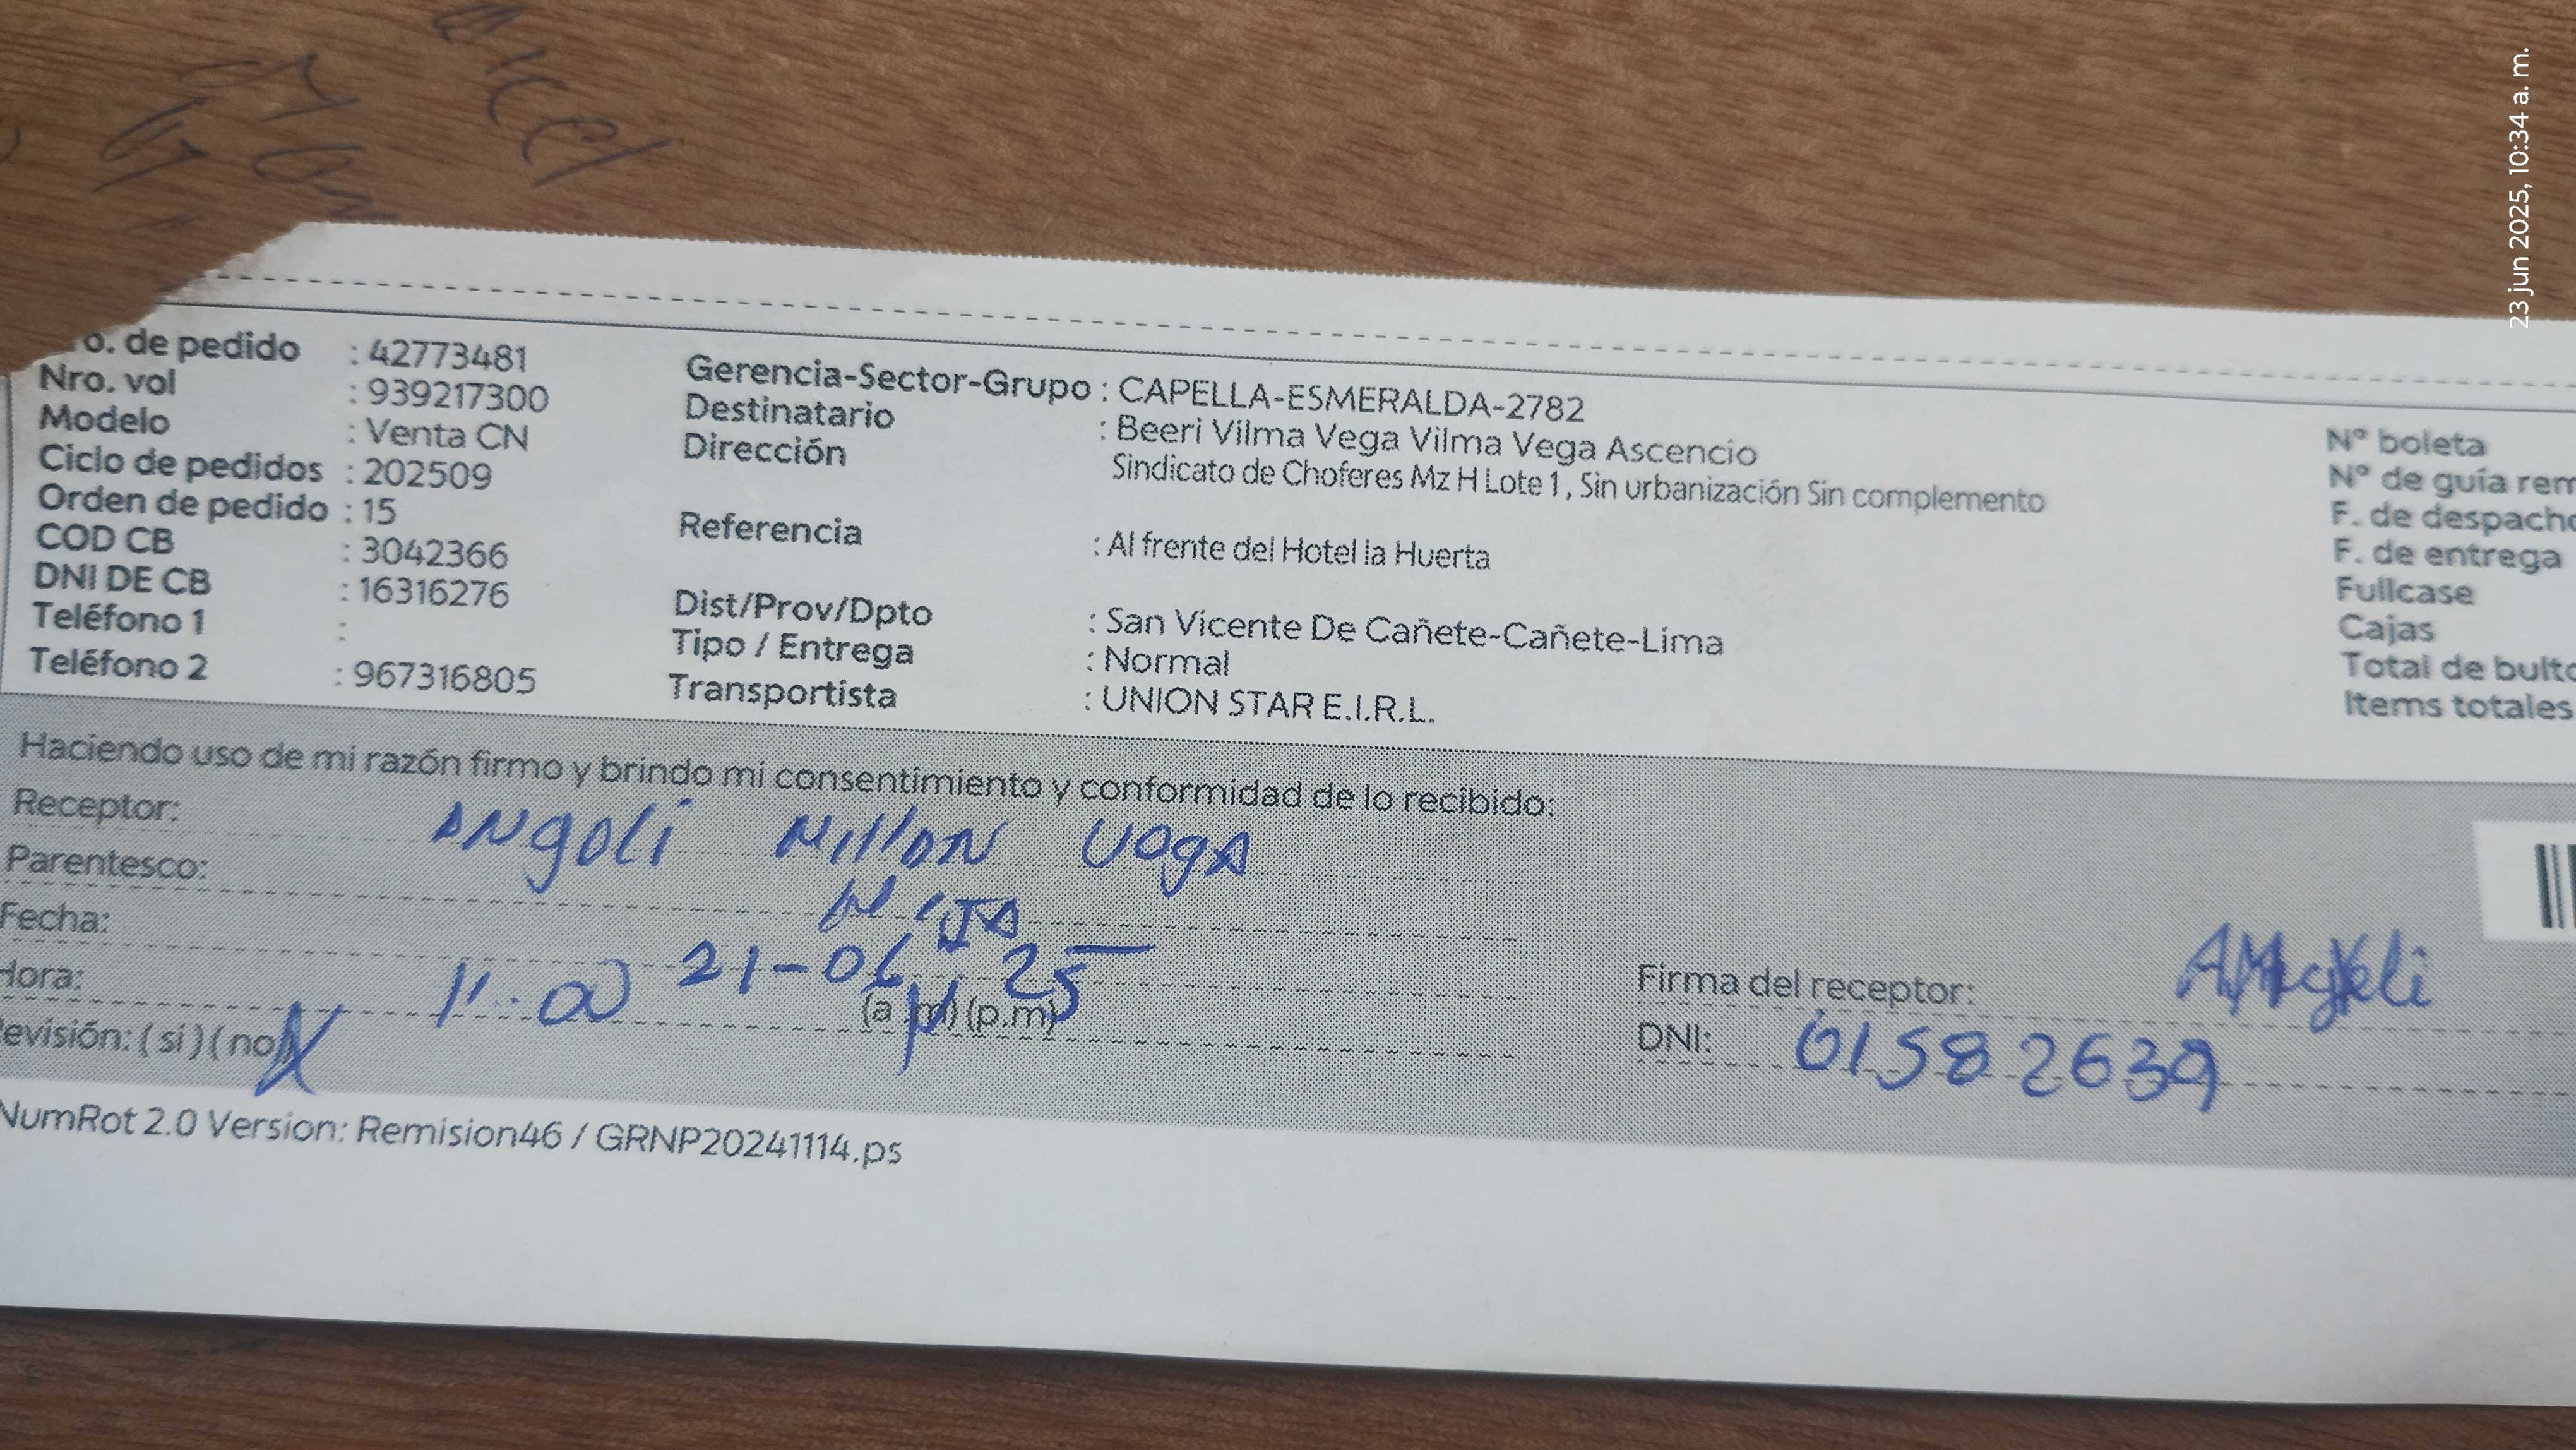 o. de pedido : 42773481
Nro. vol : 939217300
Modelo : Venta CN
Ciclo de pedidos : 202509
Orden de pedido : 15
COD CB : 3042366
DNI DE CB : 16316276
Teléfono 1 :
Teléfono 2 : 967316805
Gerencia-Sector-Grupo : CAPELLA-ESMERALDA-2782
Destinatario : Beeri Vilma Vega Vilma Vega Ascencio
Dirección Sindicato de Choferes Mz H Lote 1, Sin urbanización Sin complemento
Referencia : Al frente del Hotel la Huerta
Dist/Prov/Dpto : San Vicente De Cañete-Cañete-Lima
Tipo / Entrega : Normal
Transportista : UNION STAR E.I.R.L.
N° boleta
N° de guía rem
F. de despacho
F. de entrega
Fullcase
Cajas
Total de bulto
Items totales
Haciendo uso de mi razón firmo y brindo mi consentimiento y conformidad de lo recibido:
Receptor: ANgeli Millan VegA
Parentesco: HIJA
Fecha: 21-06 25
Hora: 11:00 (a.m) (p.m)
evisión: ( si ) ( no ) X
Firma del receptor: Angeli
DNI: 61582639
NumRot 2.0 Version: Remision46 / GRNP20241114.ps
23 jun 2025, 10:34 a. m.